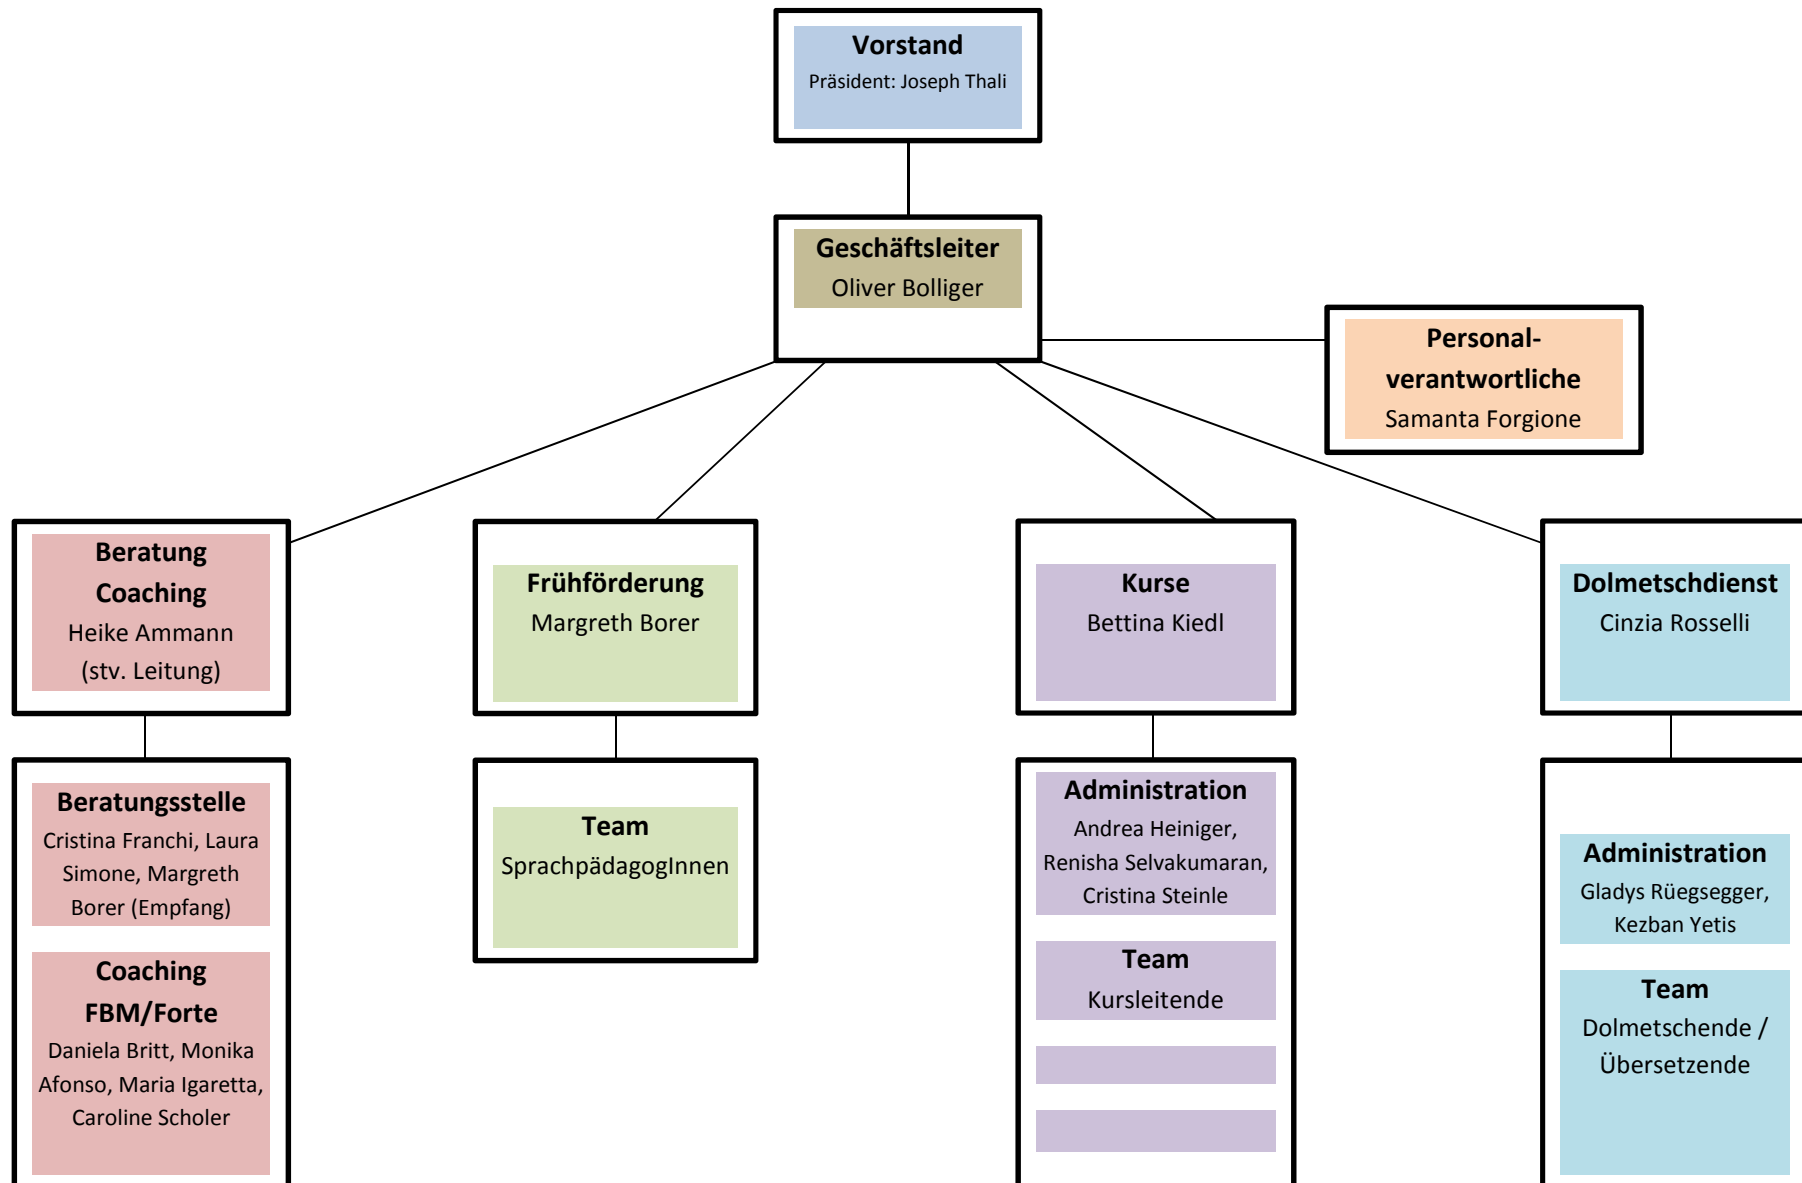 Vorstand
Präsident: Joseph Thali
Geschäftsleiter
Oliver Bolliger
Personal-
verantwortliche
Samanta Forgione
Beratung
Coaching
Heike Ammann
(stv. Leitung)
Frühförderung
Margreth Borer
Kurse
Bettina Kiedl
Dolmetschdienst
Cinzia Rosselli
Beratungsstelle
Cristina Franchi, Laura
Simone, Margreth
Borer (Empfang)
Coaching
FBM/Forte
Daniela Britt, Monika
Afonso, Maria Igaretta,
Caroline Scholer
Team
SprachpädagogInnen
Administration
Andrea Heiniger,
Renisha Selvakumaran,
Cristina Steinle
Team
Kursleitende
Administration
Gladys Rüegsegger,
Kezban Yetis
Team
Dolmetschende /
Übersetzende